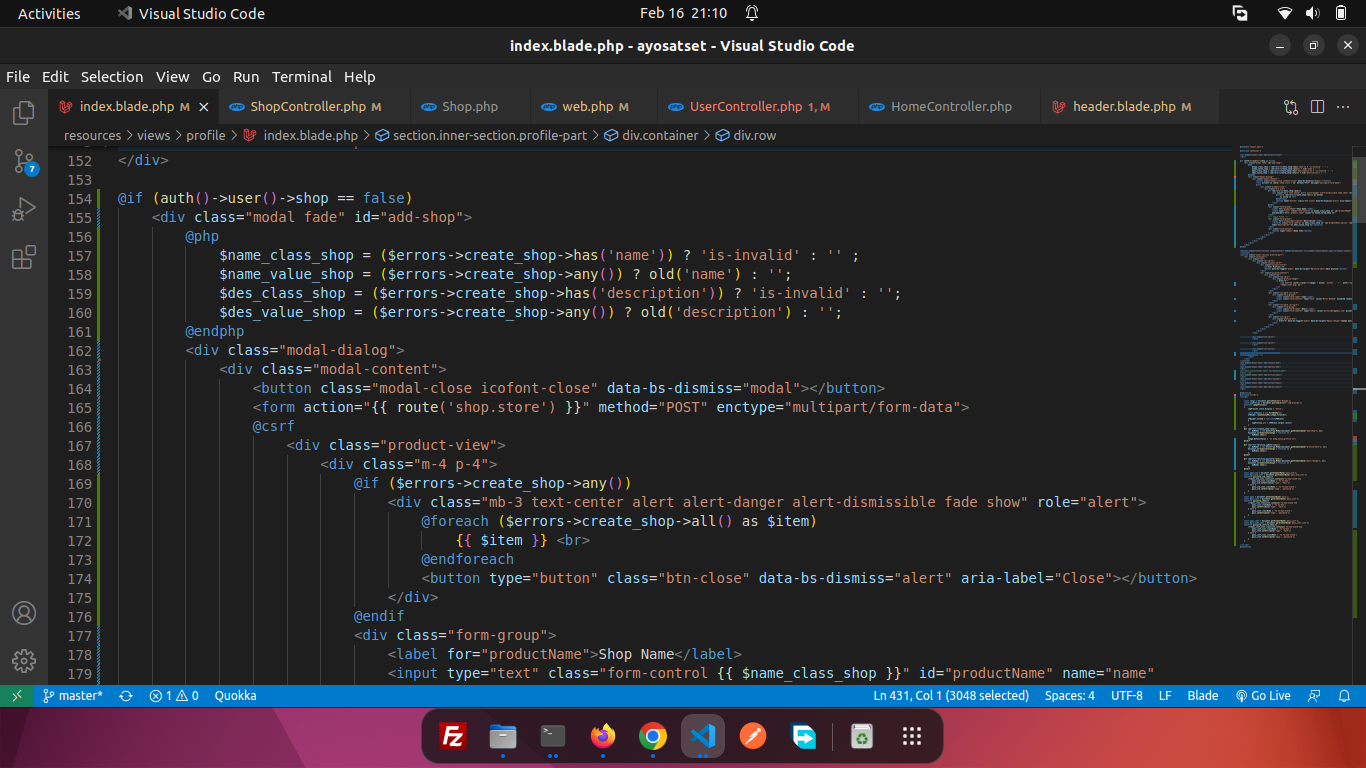 Activities Visual Studio Code Feb 16 21:10
index.blade.php - ayosatset - Visual Studio Code
File Edit Selection View Go Run Terminal Help
index.blade.php M ShopController.php M Shop.php web.php M UserController.php 1, M HomeController.php header.blade.php M
resources > views > profile > index.blade.php > section.inner-section.profile-part > div.container > div.row
152 </div>
153
154 @if (auth()->user()->shop == false)
155 <div class="modal fade" id="add-shop">
156 @php
157 $name_class_shop = ($errors->create_shop->has('name')) ? 'is-invalid' : '' ;
158 $name_value_shop = ($errors->create_shop->any()) ? old('name') : '';
159 $des_class_shop = ($errors->create_shop->has('description')) ? 'is-invalid' : '';
160 $des_value_shop = ($errors->create_shop->any()) ? old('description') : '';
161 @endphp
162 <div class="modal-dialog">
163 <div class="modal-content">
164 <button class="modal-close icofont-close" data-bs-dismiss="modal"></button>
165 <form action="{{ route('shop.store') }}" method="POST" enctype="multipart/form-data">
166 @csrf
167 <div class="product-view">
168 <div class="m-4 p-4">
169 @if ($errors->create_shop->any())
170 <div class="mb-3 text-center alert alert-danger alert-dismissible fade show" role="alert">
171 @foreach ($errors->create_shop->all() as $item)
172 {{ $item }} <br>
173 @endforeach
174 <button type="button" class="btn-close" data-bs-dismiss="alert" aria-label="Close"></button>
175 </div>
176 @endif
177 <div class="form-group">
178 <label for="productName">Shop Name</label>
179 <input type="text" class="form-control {{ $name_class_shop }}" id="productName" name="name"
7
master* 1 0 Quokka Ln 431, Col 1 (3048 selected) Spaces: 4 UTF-8 LF Blade Go Live